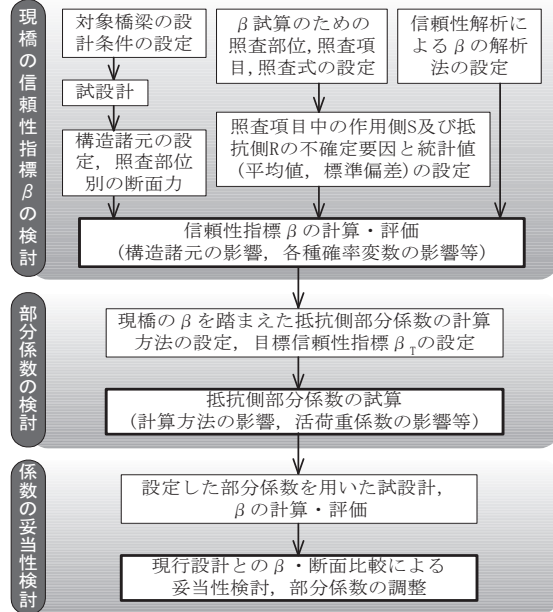 現橋の信頼性指標βの検討
対象橋梁の設
計条件の設定
試設計
構造諸元の設
定，照査部位
別の断面力
β試算のための
照査部位,照査項
目,照査式の設定
信頼性解析に
よるβの解析
法の設定
照査項目中の作用側S及び抵
抗側Rの不確定要因と統計値
(平均値，標準偏差)の設定
信頼性指標βの計算・評価
(構造諸元の影響，各種確率変数の影響等)
部分係数の検討
現橋のβを踏まえた抵抗側部分係数の計算
方法の設定，目標信頼性指標βTの設定
抵抗側部分係数の試算
(計算方法の影響，活荷重係数の影響等)
係数の妥当性検討
設定した部分係数を用いた試設計，
βの計算・評価
現行設計とのβ・断面比較による
妥当性検討，部分係数の調整